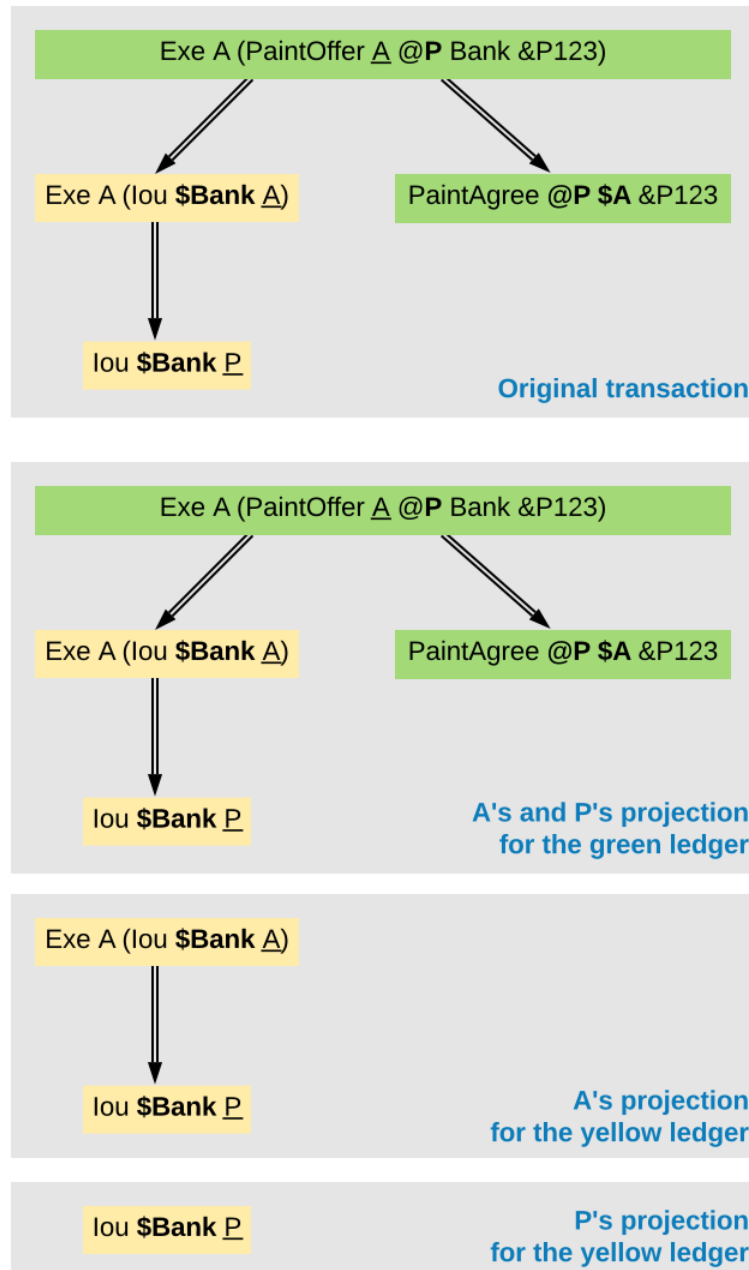 Exe A (PaintOffer A @P Bank &P123)
Exe A (Iou $Bank A)
PaintAgree @P $A &P123
Iou $Bank P
Original transaction
Exe A (PaintOffer A @P Bank &P123)
Exe A (Iou $Bank A)
PaintAgree @P $A &P123
Iou $Bank P
A's and P's projection
for the green ledger
Exe A (Iou $Bank A)
Iou $Bank P
A's projection
for the yellow ledger
Iou $Bank P
P's projection
for the yellow ledger